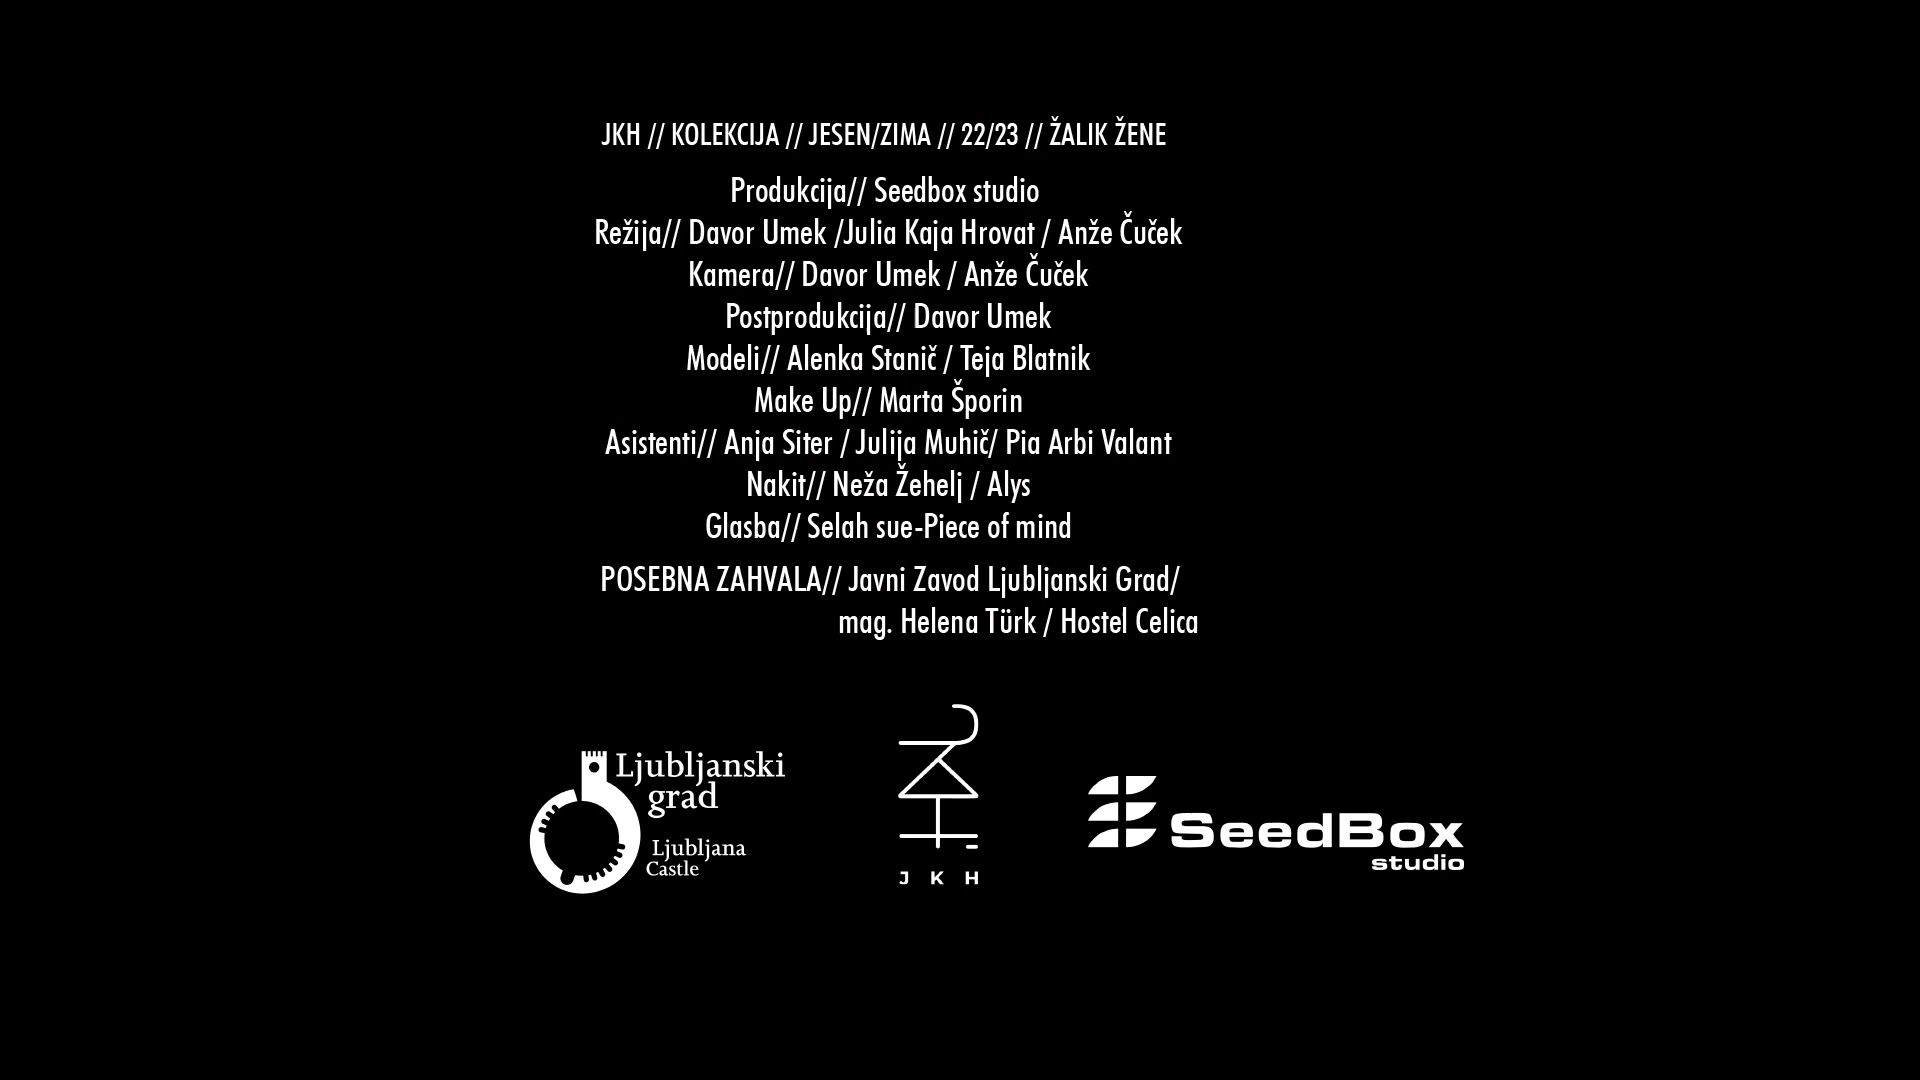 JKH // KOLEKCIJA // JESEN/ZIMA // 22/23 // ŽALIK ŽENE
Produkcija// Seedbox studio
Režija// Davor Umek /Julia Kaja Hrovat / Anže Čuček
Kamera// Davor Umek / Anže Čuček
Postprodukcija// Davor Umek
Modeli// Alenka Stanič / Teja Blatnik
Make Up// Marta Šporin
Asistenti// Anja Siter / Julija Muhič/ Pia Arbi Valant
Nakit// Neža Žehelj / Alys
Glasba// Selah sue-Piece of mind
POSEBNA ZAHVALA// Javni Zavod Ljubljanski Grad/
mag. Helena Türk / Hostel Celica
Ljubljanski
grad
Ljubljana
Castle
J K H
SeedBox
studio